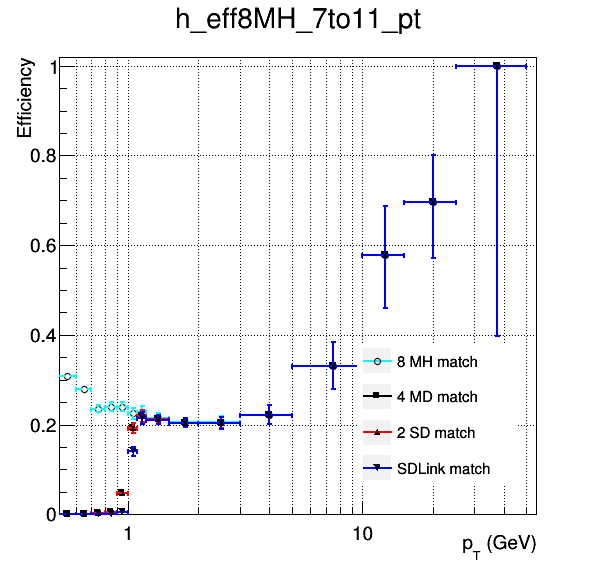 h_eff8MH_7to11_pt
Efficiency
1
0.8
0.6
0.4
0.2
0
8 MH match
4 MD match
2 SD match
SDLink match
1
10
p_T (GeV)